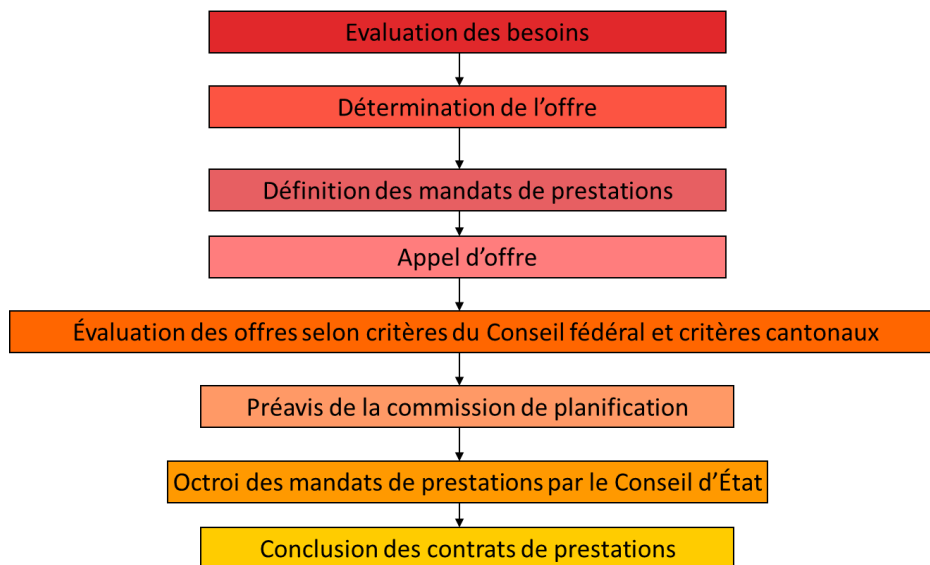 Evaluation des besoins
Détermination de l'offre
Définition des mandats de prestations
Appel d'offre
Évaluation des offres selon critères du Conseil fédéral et critères cantonaux
Préavis de la commission de planification
Octroi des mandats de prestations par le Conseil d'État
Conclusion des contrats de prestations